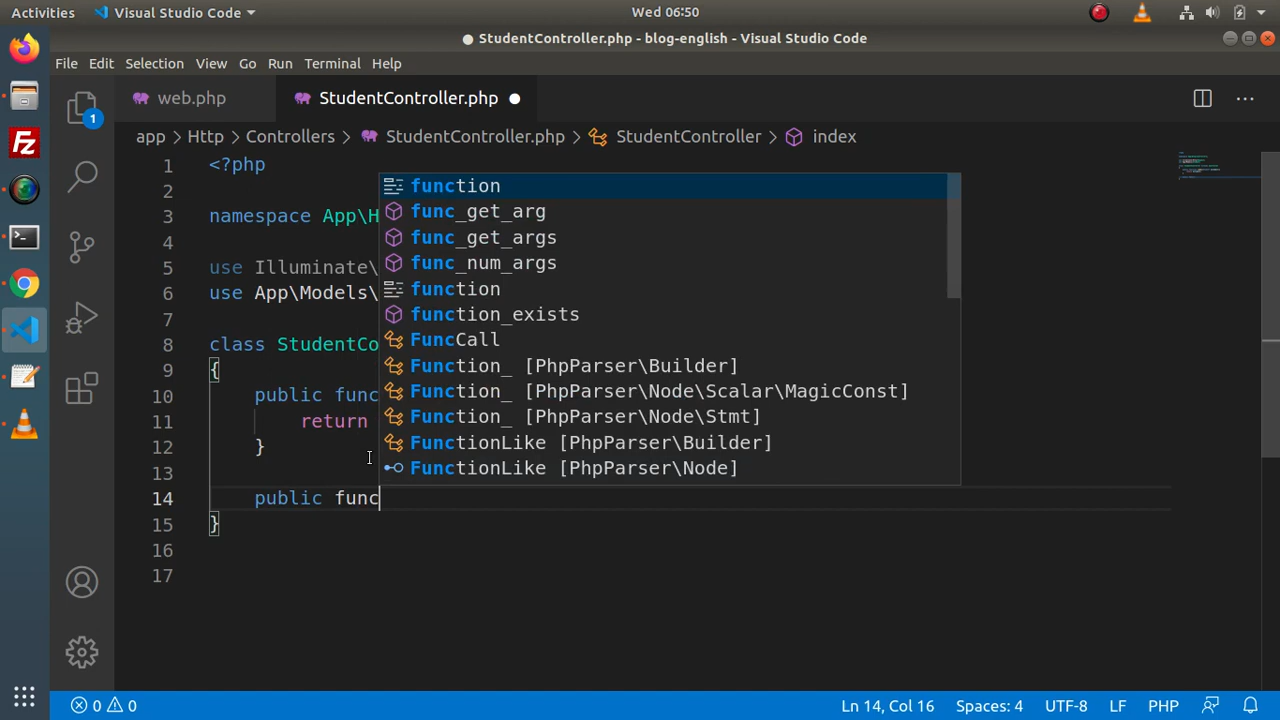 Activities Visual Studio Code Wed 06:50
● StudentController.php - blog-english - Visual Studio Code
File Edit Selection View Go Run Terminal Help
web.php StudentController.php
app > Http > Controllers > StudentController.php > StudentController > index
1 <?php
2
3 namespace App\H
4
5 use Illuminate\
6 use App\Models\
7
8 class StudentCo
9 {
10 public func
11 return
12 }
13
14 public func
15 }
16
17
function
func_get_arg
func_get_args
func_num_args
function
function_exists
FuncCall
Function_ [PhpParser\Builder]
Function_ [PhpParser\Node\Scalar\MagicConst]
Function_ [PhpParser\Node\Stmt]
FunctionLike [PhpParser\Builder]
FunctionLike [PhpParser\Node]
1
Fz
0 0 Ln 14, Col 16 Spaces: 4 UTF-8 LF PHP